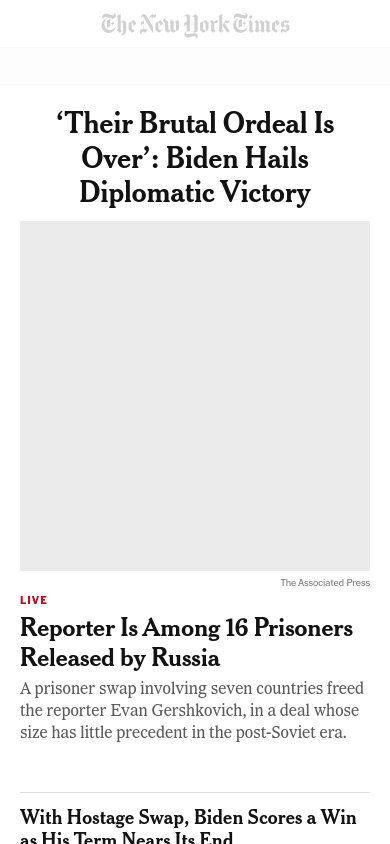 The New York Times
‘Their Brutal Ordeal Is
Over’: Biden Hails
Diplomatic Victory
The Associated Press
LIVE
Reporter Is Among 16 Prisoners
Released by Russia
A prisoner swap involving seven countries freed
the reporter Evan Gershkovich, in a deal whose
size has little precedent in the post-Soviet era.
With Hostage Swap, Biden Scores a Win
as His Term Nears Its End